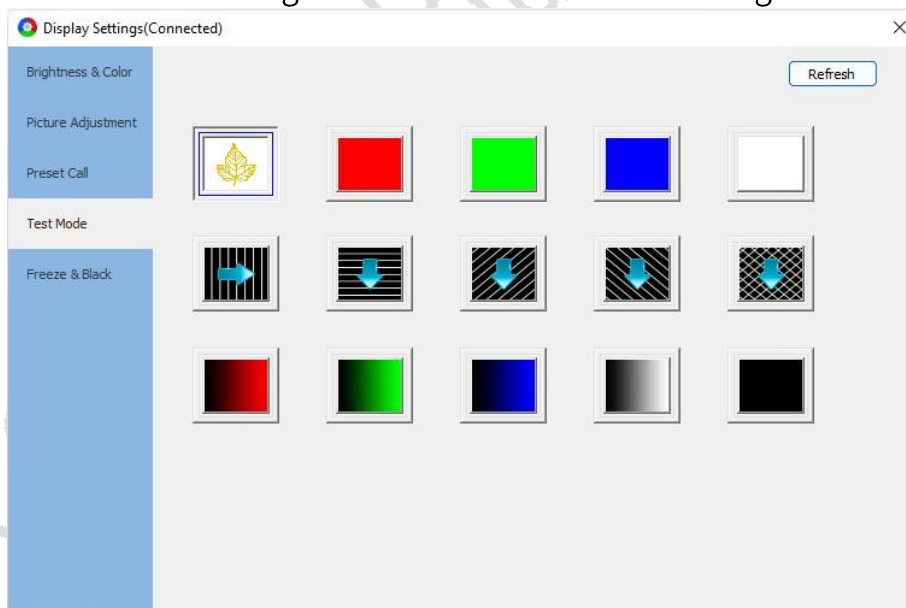 Display Settings(Connected)
Brightness & Color
Refresh
Picture Adjustment
Preset Call
Test Mode
Freeze & Black